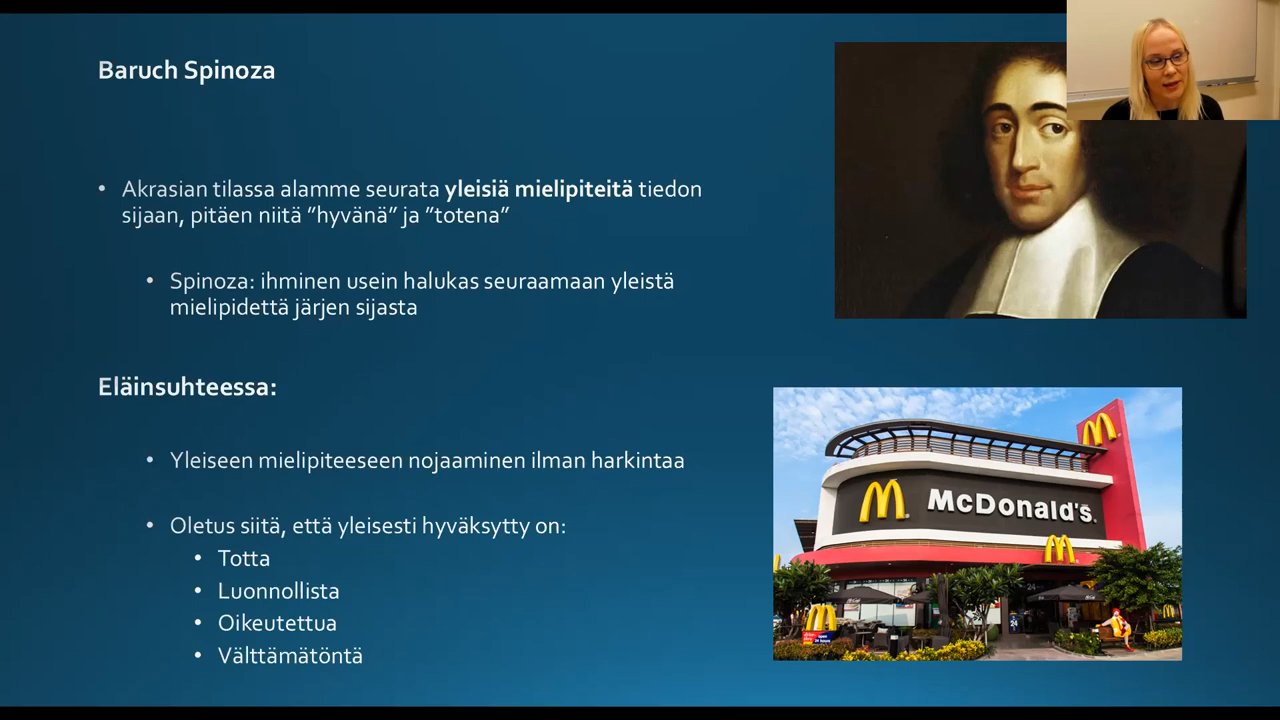 Baruch Spinoza
• Akrasian tilassa alamme seurata yleisiä mielipiteitä tiedon
sijaan, pitäen niitä ”hyvänä” ja ”totena”
• Spinoza: ihminen usein halukas seuraamaan yleistä
mielipidettä järjen sijasta
Eläinsuhteessa:
• Yleiseen mielipiteeseen nojaaminen ilman harkintaa
• Oletus siitä, että yleisesti hyväksytty on:
• Totta
• Luonnollista
• Oikeutettua
• Välttämätöntä
McDonald's
24